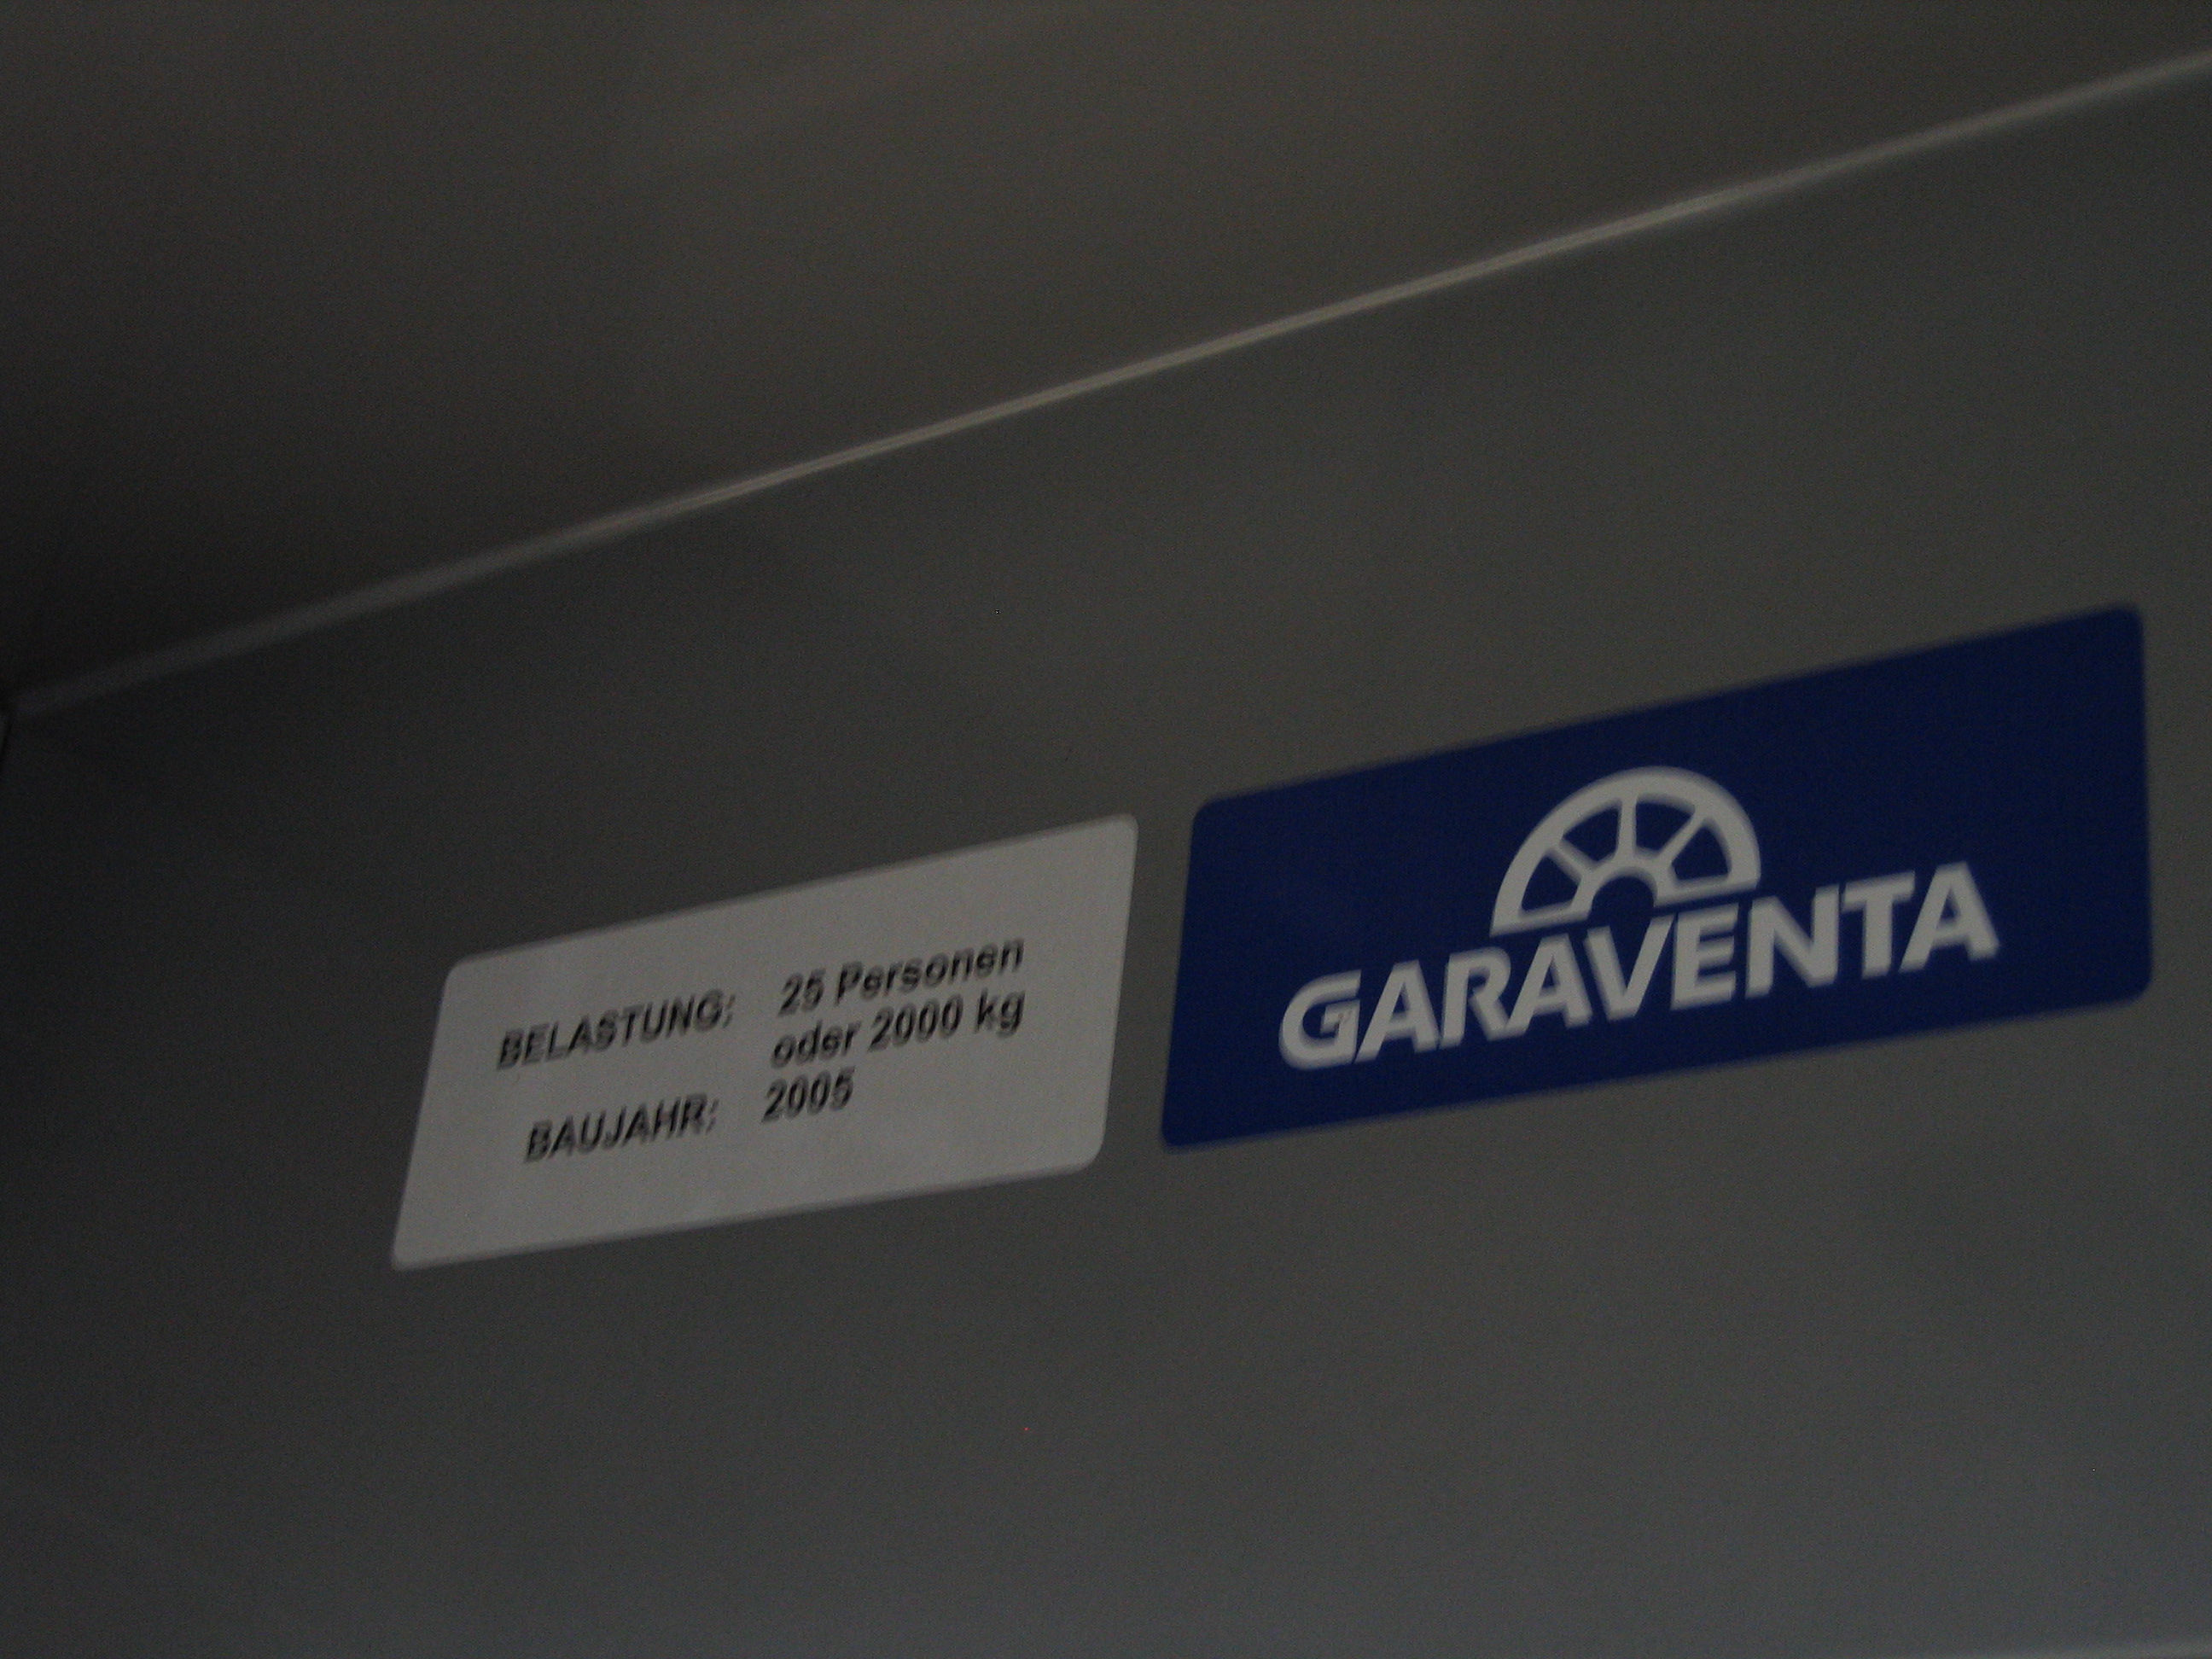 BELASTUNG: 25 Personen
oder 2000 kg
BAUJAHR: 2005
GARAVENTA